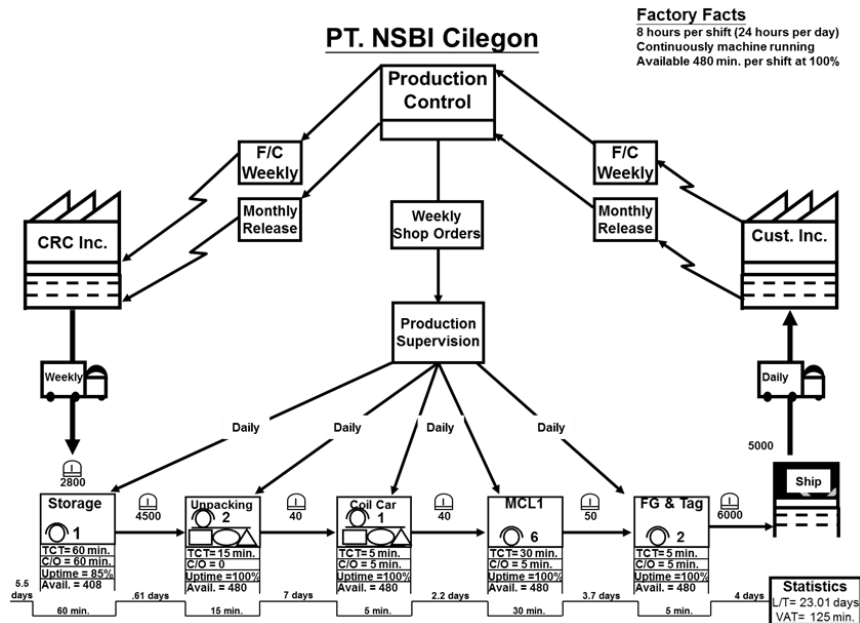 Factory Facts
8 hours per shift (24 hours per day)
Continuously machine running
Available 480 min. per shift at 100%
PT. NSBI Cilegon
Production
Control
F/C
Weekly
F/C
Weekly
Monthly
Release
Weekly
Shop Orders
Monthly
Release
CRC Inc.
Cust. Inc.
Production
Supervision
Weekly
Daily
Daily
Daily
Daily
Daily
I
2800
I
4500
I
40
I
40
I
50
I
6000
5000
Ship
Storage
1
TCT= 60 min.
C/O= 60 min.
Uptime = 85%
Avail. = 408
Unpacking
2
TCT= 15 min.
C/O= 0
Uptime =100%
Avail. = 480
Coil Car
1
TCT= 5 min.
C/O= 5 min.
Uptime =100%
Avail. = 480
MCL1
6
TCT= 30 min.
C/O= 5 min.
Uptime =100%
Avail. = 480
FG & Tag
2
TCT= 5 min.
C/O= 5 min.
Uptime =100%
Avail. = 480
5.5
days
60 min.
.61 days
15 min.
7 days
5 min.
2.2 days
30 min.
3.7 days
5 min.
4 days
Statistics
L/T= 23.01 days
VAT= 125 min.